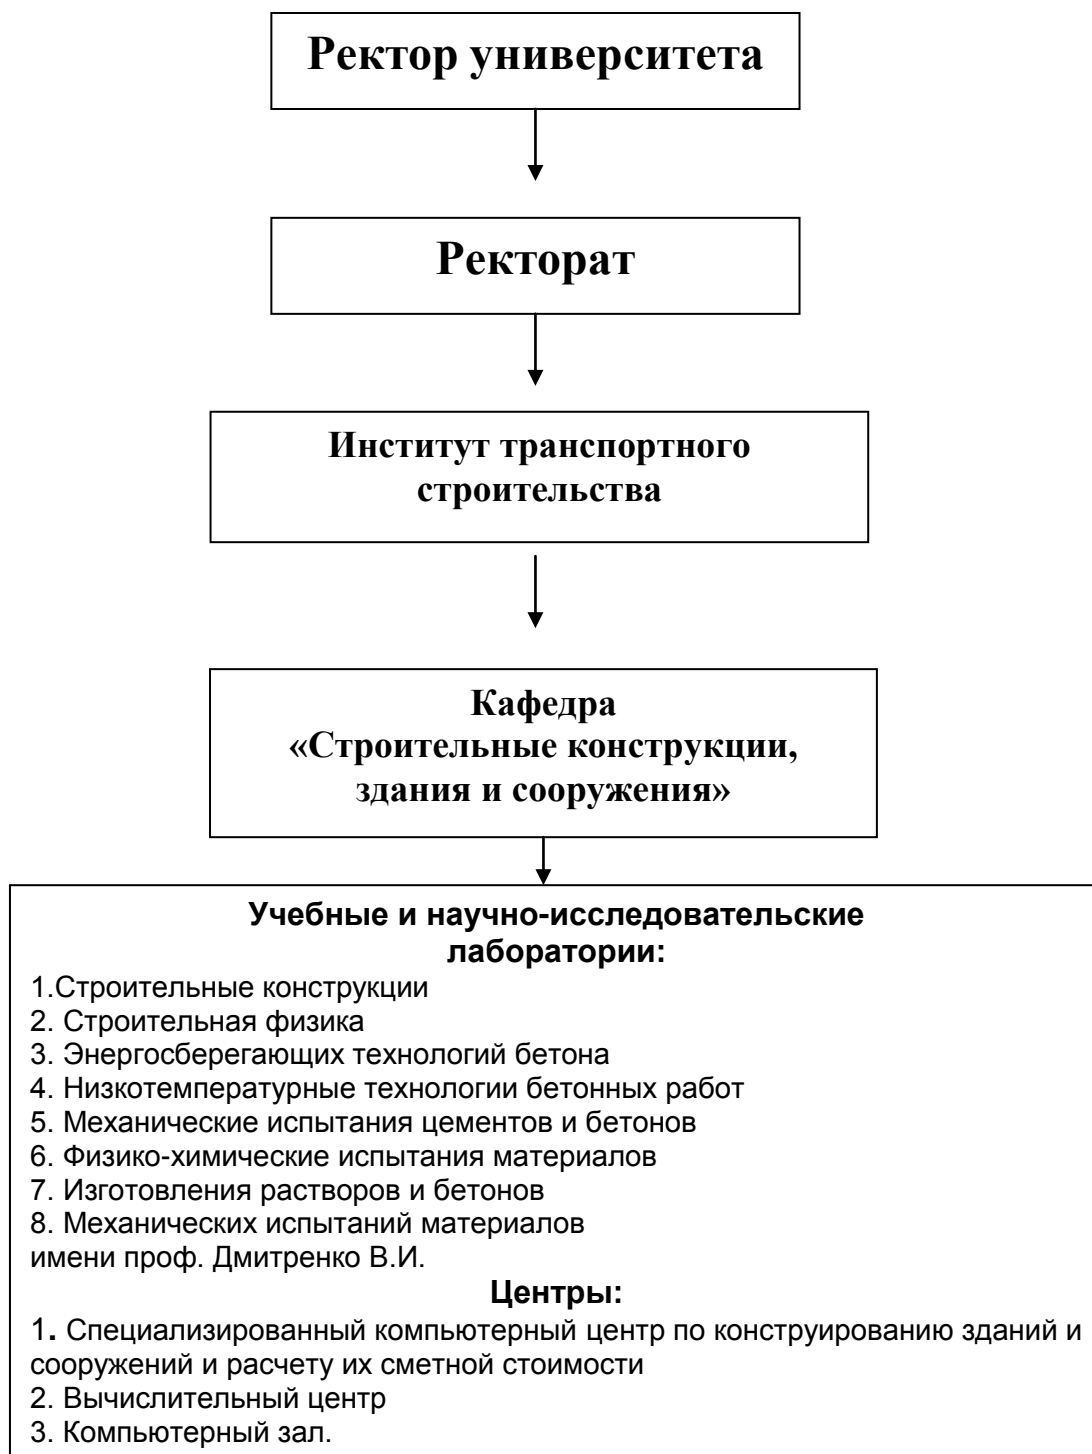 Ректор университета
Ректорат
Институт транспортного
строительства
Кафедра
«Строительные конструкции,
здания и сооружения»
Учебные и научно-исследовательские
лаборатории:
1.Строительные конструкции
2. Строительная физика
3. Энергосберегающих технологий бетона
4. Низкотемпературные технологии бетонных работ
5. Механические испытания цементов и бетонов
6. Физико-химические испытания материалов
7. Изготовления растворов и бетонов
8. Механических испытаний материалов
имени проф. Дмитренко В.И.
Центры:
1. Специализированный компьютерный центр по конструированию зданий и
сооружений и расчету их сметной стоимости
2. Вычислительный центр
3. Компьютерный зал.